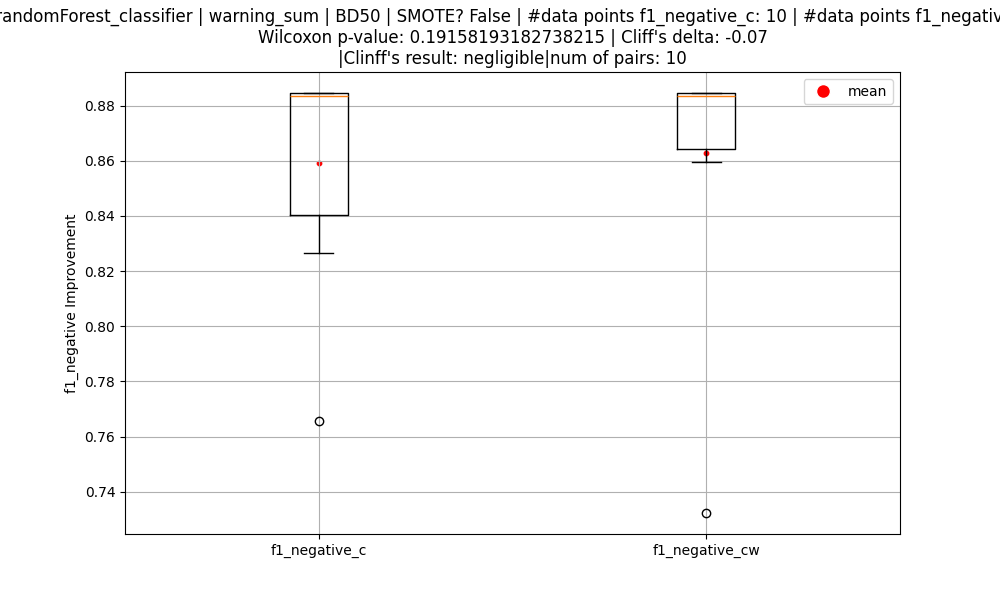 randomForest_classifier | warning_sum | BD50 | SMOTE? False | #data points f1_negative_c: 10 | #data points
Wilcoxon p-value: 0.19158193182738215 | Cliff's delta: -0.07
|Clinff's result: negligible|num of pairs: 10
mean
0.88
0.86
0.84
0.82
0.80
0.78
0.76
0.74
f1_negative Improvement
f1_negative_c
f1_negative_cw